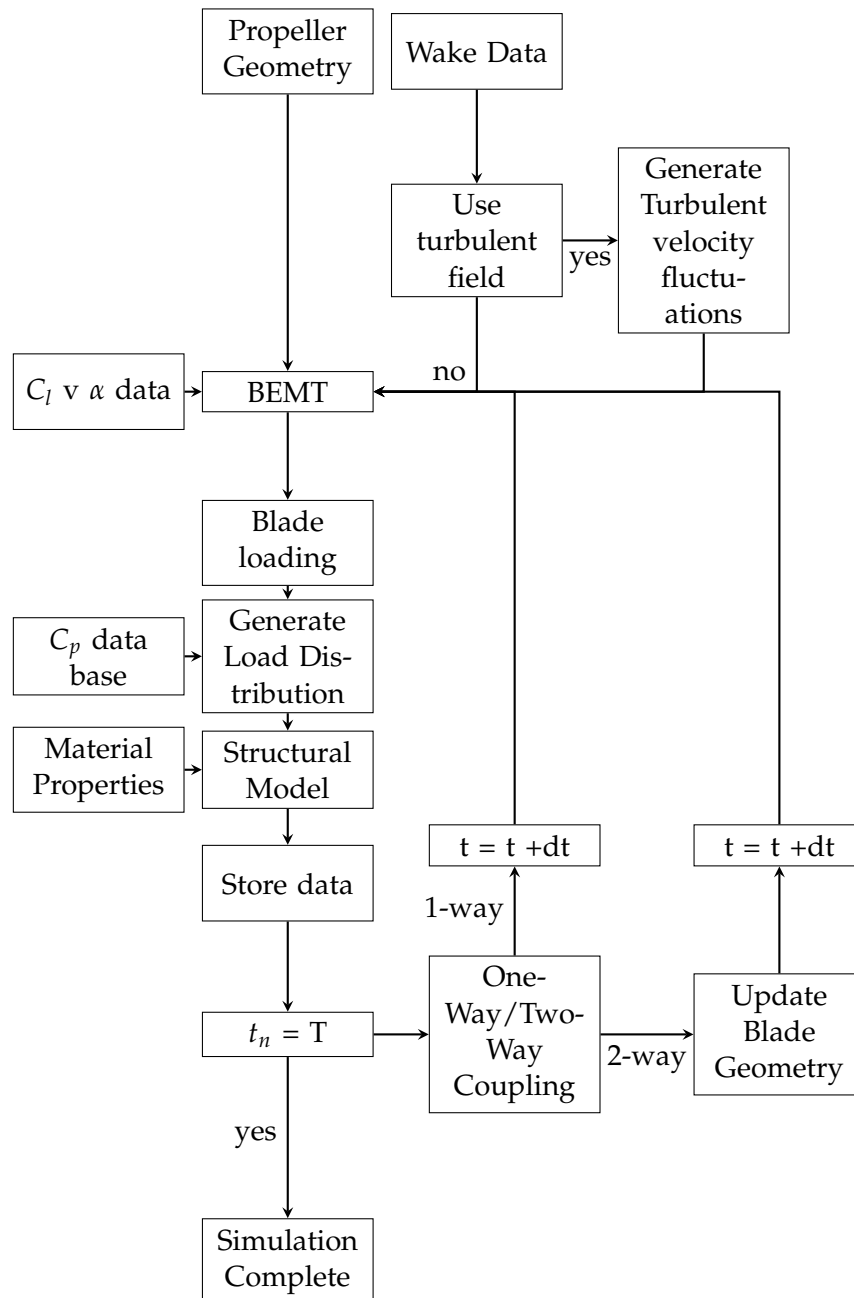 Propeller
Geometry
Wake Data
Use
turbulent
field
yes
Generate
Turbulent
velocity
fluctu-
ations
no
C_l v α data
BEMT
Blade
loading
Generate
Load Dis-
tribution
C_p data
base
Material
Properties
Structural
Model
t = t +dt
t = t +dt
Store data
1-way
One-
Way/Two-
Way
Coupling
2-way
Update
Blade
Geometry
t_n = T
yes
Simulation
Complete